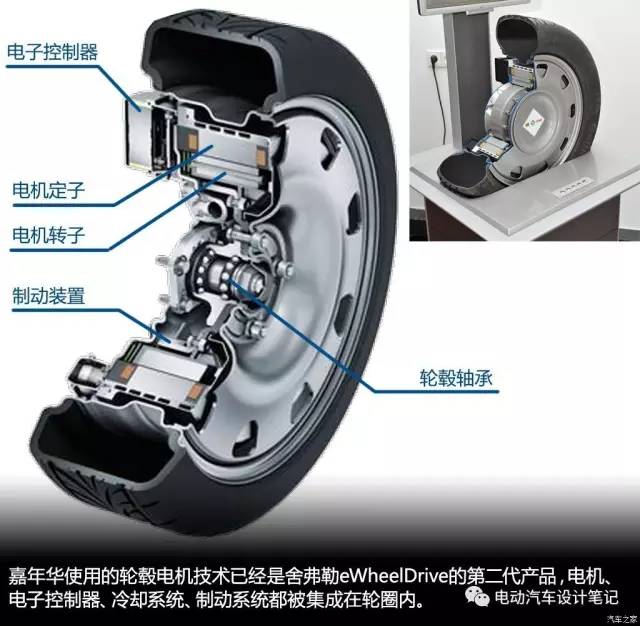 电子控制器
电机定子
电机转子
制动装置
轮毂轴承
嘉年华使用的轮毂电机技术已经是舍弗勒eWheelDrive的第二代产品，电机、
电子控制器、冷却系统、制动系统都被集成在轮圈内。
电动汽车设计笔记
汽车之家